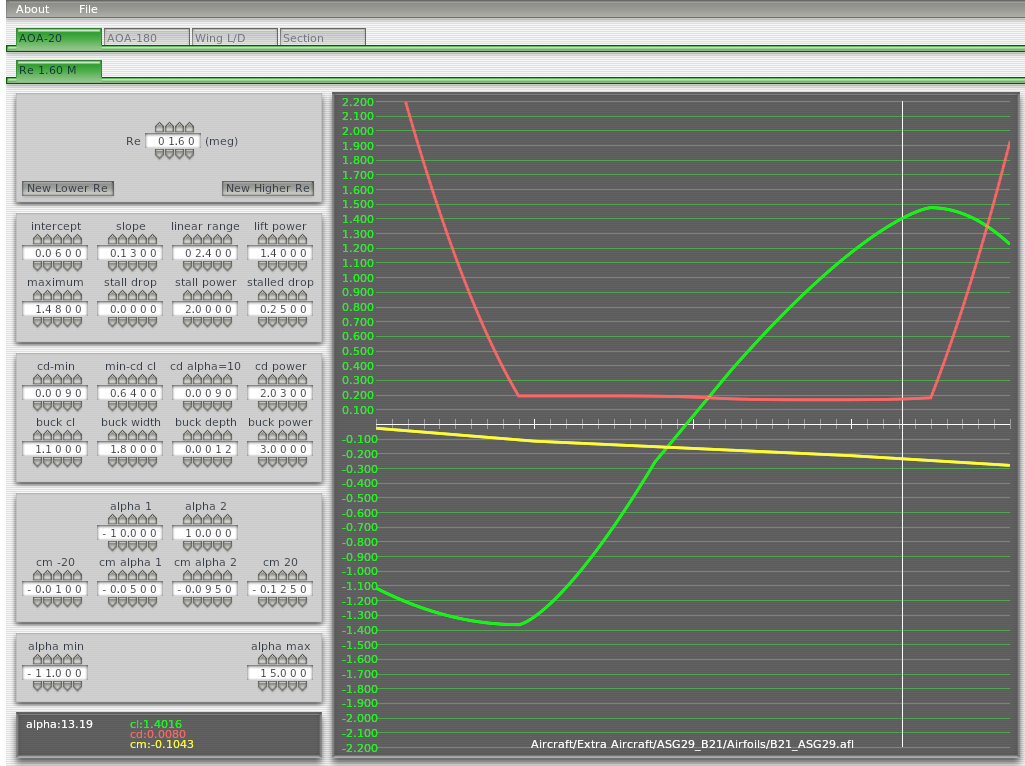 About File
AOA-20 AOA-180 Wing L/D Section
Re 1.60 M
Re 0 1.6 0 (meg)
New Lower Re New Higher Re
intercept slope linear range lift power
0.0 6 0 0 0.1 3 0 0 0 2.4 0 0 1.4 0 0 0
maximum stall drop stall power stalled drop
1.4 8 0 0 0.0 0 0 0 2.0 0 0 0 0.2 5 0 0
cd-min min-cd cl cd alpha=10 cd power
0.0 0 9 0 0.6 4 0 0 0.0 0 9 0 2.0 3 0 0
buck cl buck width buck depth buck power
1.1 0 0 0 1.8 0 0 0 0.0 0 1 2 3.0 0 0 0
alpha 1 alpha 2
- 1 0.0 0 0 1 0.0 0 0
cm -20 cm alpha 1 cm alpha 2 cm 20
- 0.0 1 0 0 - 0.0 5 0 0 - 0.0 9 5 0 - 0.1 2 5 0
alpha min alpha max
- 1 1.0 0 0 1 5.0 0 0
alpha:13.19 cl:1.4016
cd:0.0080
cm:-0.1043
2.200
2.100
2.000
1.900
1.800
1.700
1.600
1.500
1.400
1.300
1.200
1.100
1.000
0.900
0.800
0.700
0.600
0.500
0.400
0.300
0.200
0.100
-0.100
-0.200
-0.300
-0.400
-0.500
-0.600
-0.700
-0.800
-0.900
-1.000
-1.100
-1.200
-1.300
-1.400
-1.500
-1.600
-1.700
-1.800
-1.900
-2.000
-2.100
-2.200
Aircraft/Extra Aircraft/ASG29_B21/Airfoils/B21_ASG29.afl